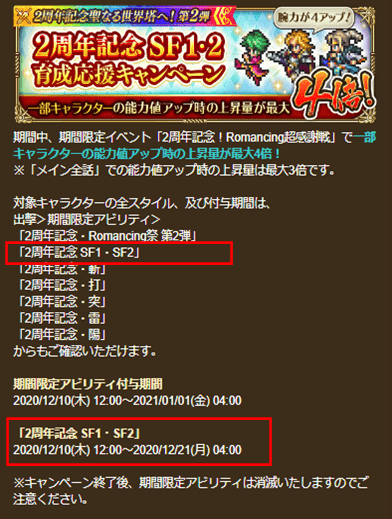 2周年記念聖なる世界塔へ！第2弾
腕力が4アップ！
2周年記念 SF1・2
育成応援キャンペーン
一部キャラクターの能力値アップ時の上昇量が最大
4倍！
期間中、期間限定イベント「2周年記念！Romancing超感謝戦」で一部
キャラクターの能力値アップ時の上昇量が最大4倍！
※「メイン全話」での能力値アップ時の上昇量は最大3倍です。
対象キャラクターの全スタイル、及び付与期間は、
出撃＞期間限定アビリティ＞
「2周年記念・Romancing祭 第2弾」
「2周年記念 SF1・SF2」
「2周年記念・斬」
「2周年記念・打」
「2周年記念・突」
「2周年記念・雷」
「2周年記念・陽」
からもご確認いただけます。
期間限定アビリティ付与期間
2020/12/10(木) 12:00～2021/01/01(金) 04:00
「2周年記念 SF1・SF2」
2020/12/10(木) 12:00～2020/12/21(月) 04:00
※キャンペーン終了後、期間限定アビリティは消滅いたしますのでご
注意ください。